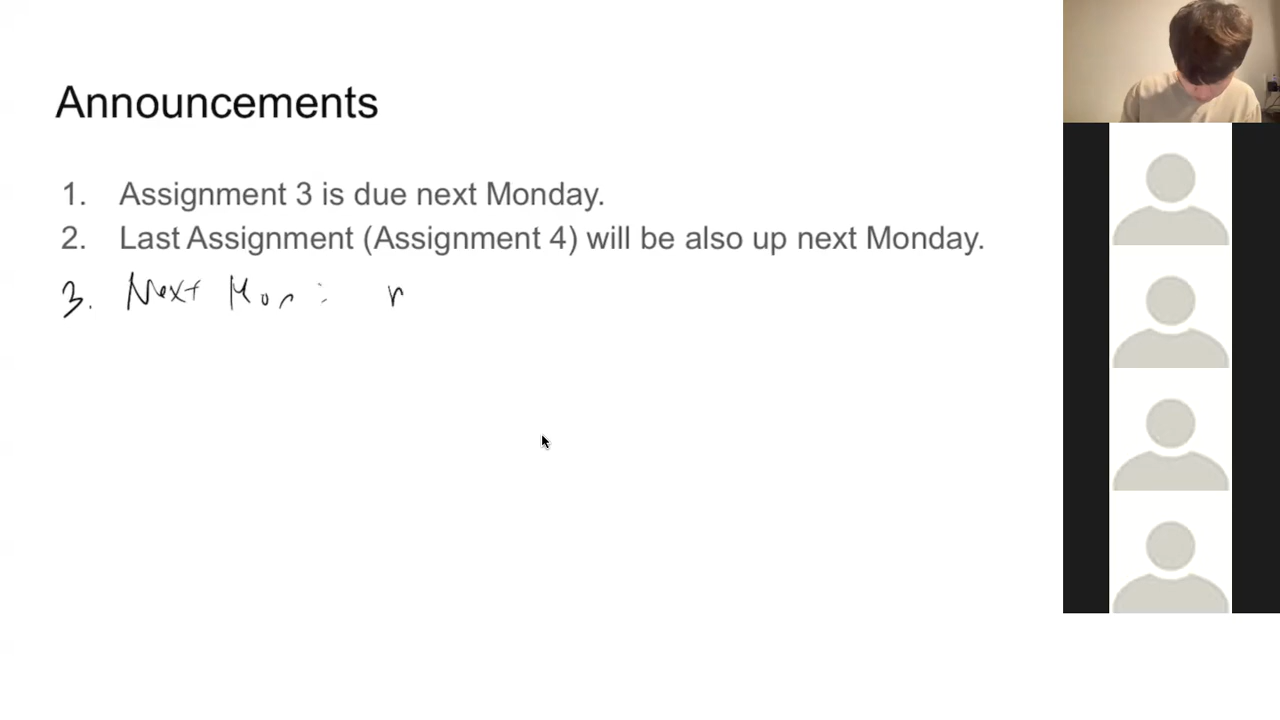 Announcements
1. Assignment 3 is due next Monday.
2. Last Assignment (Assignment 4) will be also up next Monday.
3. Next Mon : r